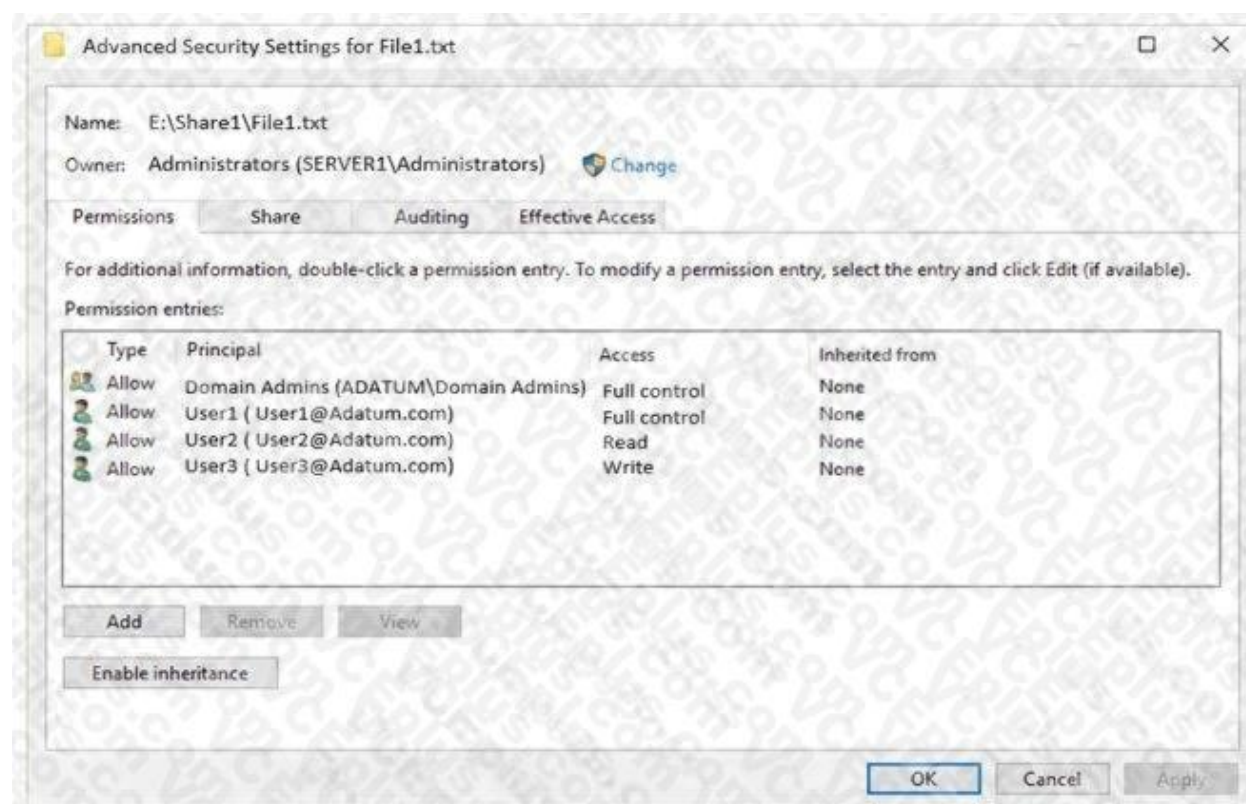 Advanced Security Settings for File1.txt
Name: E:\Share1\File1.txt
Owner: Administrators (SERVER1\Administrators) Change
Permissions Share Auditing Effective Access
For additional information, double-click a permission entry. To modify a permission entry, select the entry and click Edit (if available).
Permission entries:
Type Principal Access Inherited from
Allow Domain Admins (ADATUM\Domain Admins) Full control None
Allow User1 ( User1@Adatum.com) Full control None
Allow User2 ( User2@Adatum.com) Read None
Allow User3 ( User3@Adatum.com) Write None
Add Remove View
Enable inheritance
OK Cancel Apply